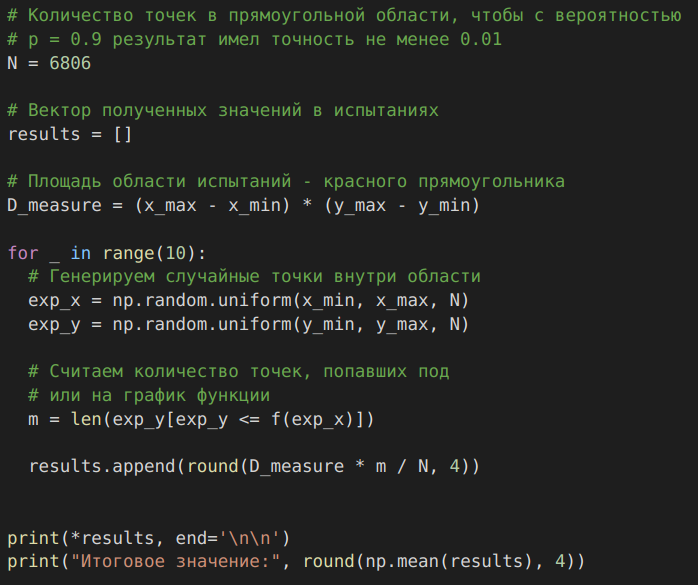 # Количество точек в прямоугольной области, чтобы с вероятностью
# p = 0.9 результат имел точность не менее 0.01
N = 6806
# Вектор полученных значений в испытаниях
results = []
# Площадь области испытаний - красного прямоугольника
D_measure = (x_max - x_min) * (y_max - y_min)
for _ in range(10):
  # Генерируем случайные точки внутри области
  exp_x = np.random.uniform(x_min, x_max, N)
  exp_y = np.random.uniform(y_min, y_max, N)
  # Считаем количество точек, попавших под
  # или на график функции
  m = len(exp_y[exp_y <= f(exp_x)])
  results.append(round(D_measure * m / N, 4))
print(*results, end='\n\n')
print("Итоговое значение:", round(np.mean(results), 4))